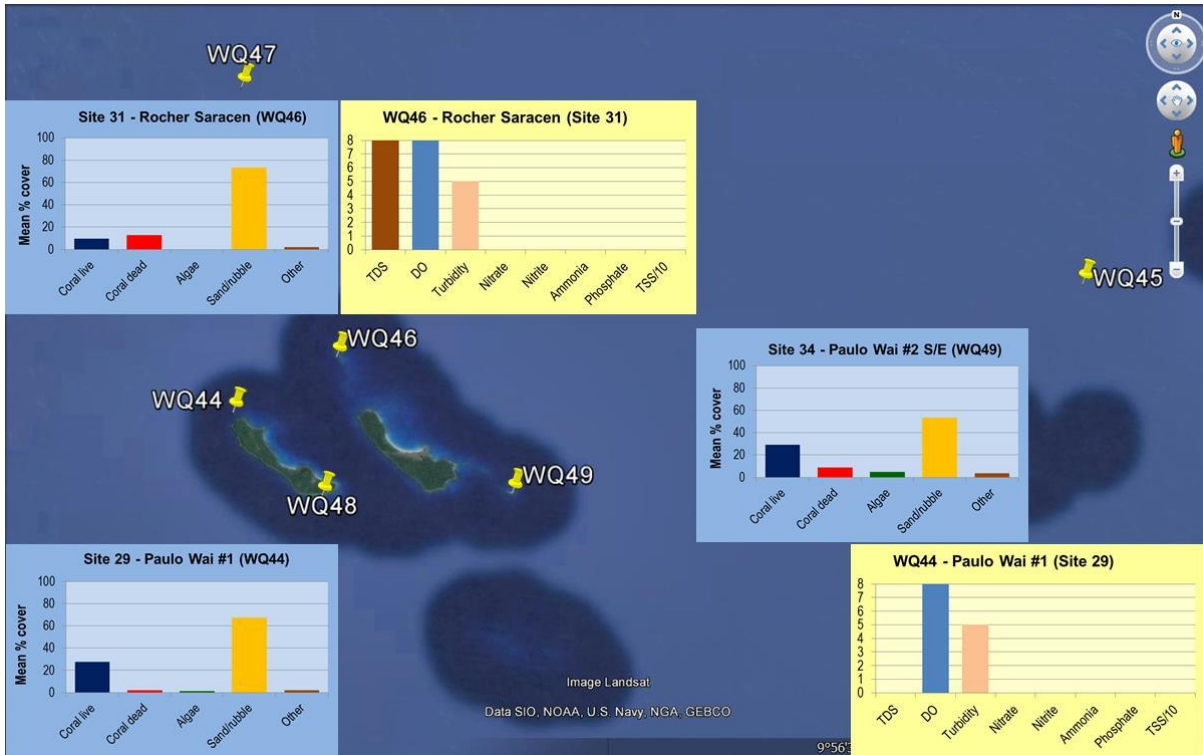 N
WQ47
Site 31 - Rocher Saracen (WQ46)
Mean % cover
100
80
60
40
20
0
Coral live
Coral dead
Algae
Sand/rubble
Other
WQ46 - Rocher Saracen (Site 31)
8
7
6
5
4
3
2
1
0
TDS
DO
Turbidity
Nitrate
Nitrite
Ammonia
Phosphate
TSS/10
WQ45
WQ46
WQ44
WQ48
WQ49
Site 34 - Paulo Wai #2 S/E (WQ49)
Mean % cover
100
80
60
40
20
0
Coral live
Coral dead
Algae
Sand/rubble
Other
Site 29 - Paulo Wai #1 (WQ44)
Mean % cover
100
80
60
40
20
0
Coral live
Coral dead
Algae
Sand/rubble
Other
WQ44 - Paulo Wai #1 (Site 29)
8
7
6
5
4
3
2
1
0
TDS
DO
Turbidity
Nitrate
Nitrite
Ammonia
Phosphate
TSS/10
Image Landsat
Data SIO, NOAA, U.S. Navy, NGA, GEBCO
9°56'3